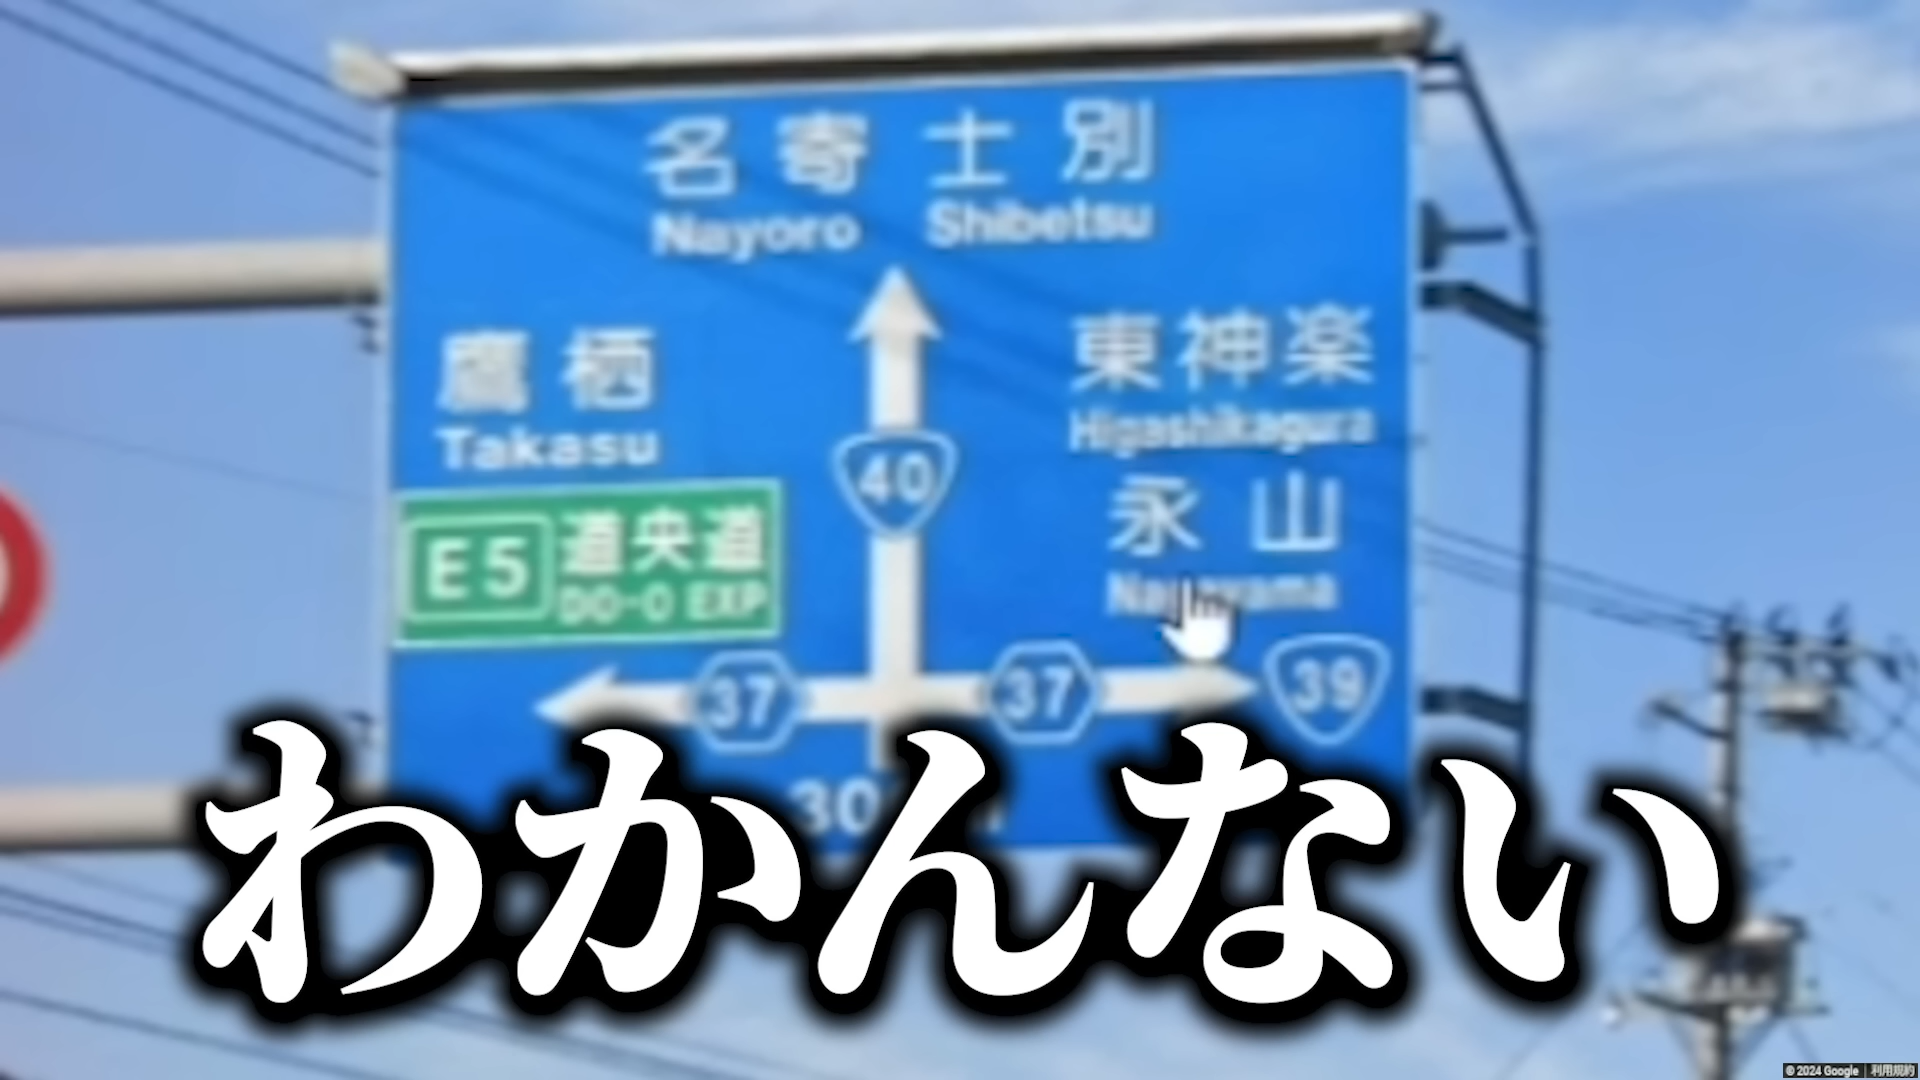 名寄 士別
Nayoro Shibetsu
鷹栖
Takasu
東神楽
Higashikagura
永山
E5 道央道
DO-O EXP
40
37
37
39
30
わかんない
© 2024 Google 利用規約